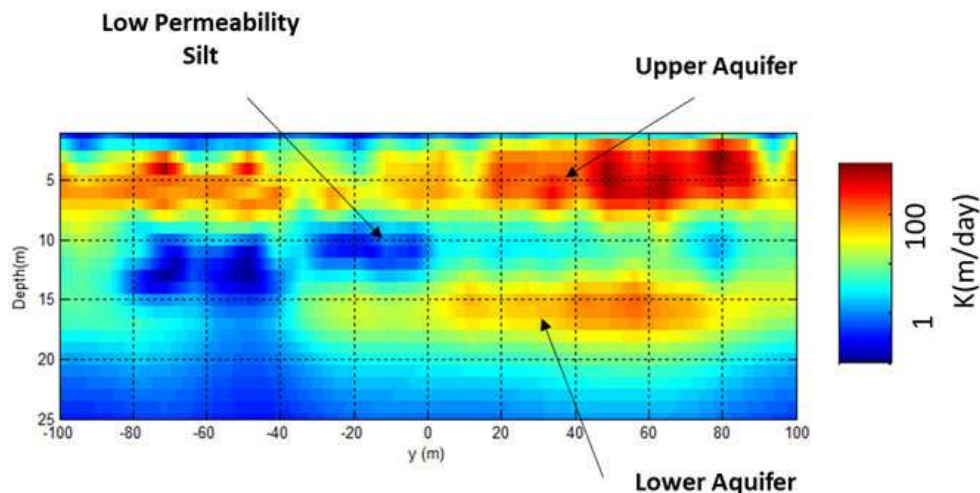 Low Permeability
Silt
Upper Aquifer
5
10
15
20
25
Depth(m)
-100
-80
-60
-40
-20
0
20
40
60
80
100
y (m)
100
1
K(m/day)
Lower Aquifer